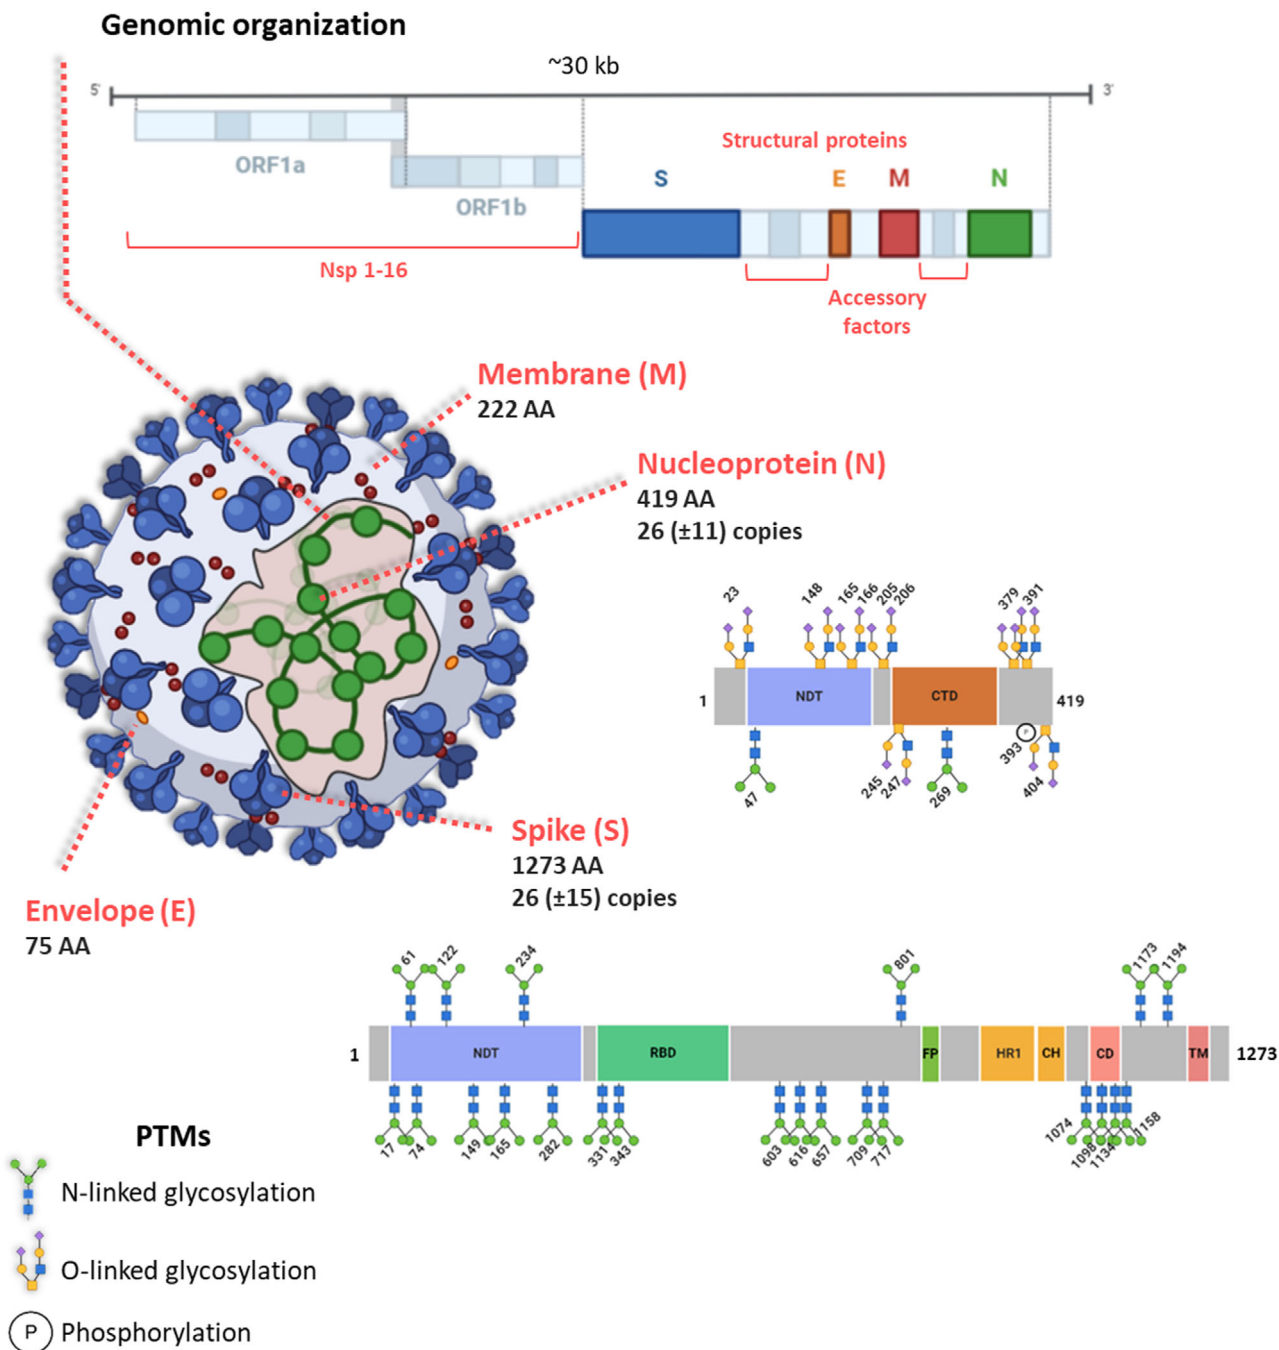 Genomic organization
~30 kb
5'
3'
Structural proteins
ORF1a
S
E
M
N
ORF1b
Nsp 1-16
Accessory
factors
Membrane (M)
222 AA
Nucleoprotein (N)
419 AA
26 (±11) copies
23
148
165
166
205
206
379
391
1
NDT
CTD
419
P
393
47
245
247
269
404
Spike (S)
1273 AA
26 (±15) copies
Envelope (E)
75 AA
61
122
234
801
1173
1194
1
NDT
RBD
FP
HR1
CH
CD
TM
1273
17
74
149
165
282
331
343
603
616
657
709
717
1074
1098
1134
1158
PTMs
N-linked glycosylation
O-linked glycosylation
P Phosphorylation